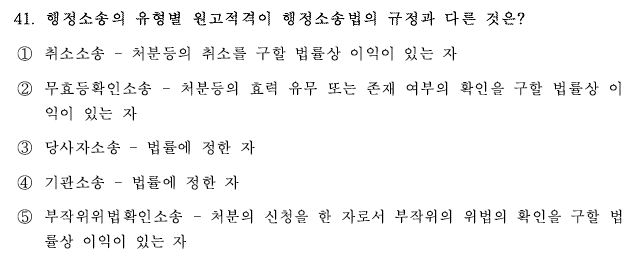 41. 행정소송의 유형별 원고적격이 행정소송법의 규정과 다른 것은?
① 취소소송 – 처분등의 취소를 구할 법률상 이익이 있는 자
② 무효등확인소송 – 처분등의 효력 유무 또는 존재 여부의 확인을 구할 법률상 이
익이 있는 자
③ 당사자소송 – 법률에 정한 자
④ 기관소송 – 법률에 정한 자
⑤ 부작위위법확인소송 – 처분의 신청을 한 자로서 부작위의 위법의 확인을 구할 법
률상 이익이 있는 자